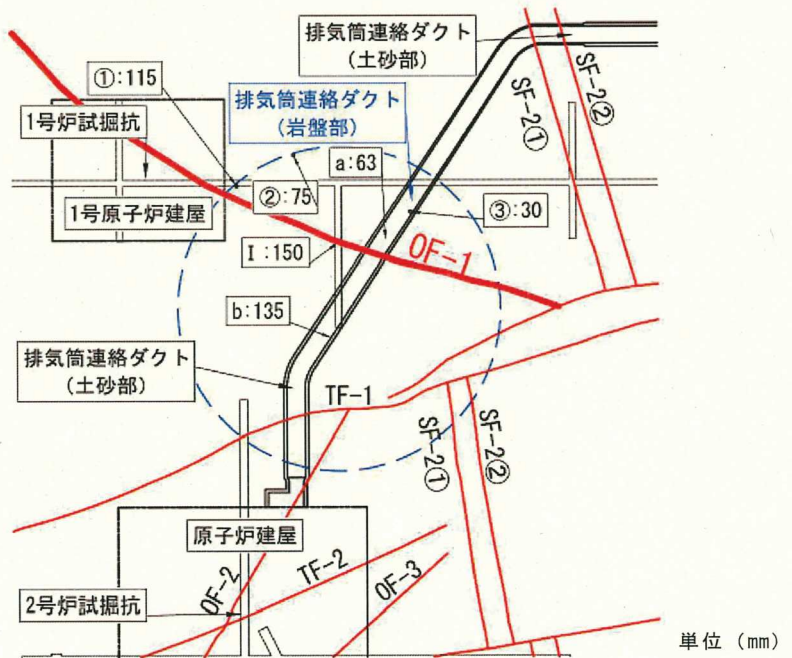 排気筒連絡ダクト
(土砂部)
①:115
排気筒連絡ダクト
(岩盤部)
SF-2①
SF-2②
1号炉試掘抗
a:63
②:75
③:30
1号原子炉建屋
OF-1
I:150
b:135
排気筒連絡ダクト
(土砂部)
TF-1
SF-2①
SF-2②
原子炉建屋
OF-2
TF-2
OF-3
2号炉試掘抗
単位(mm)